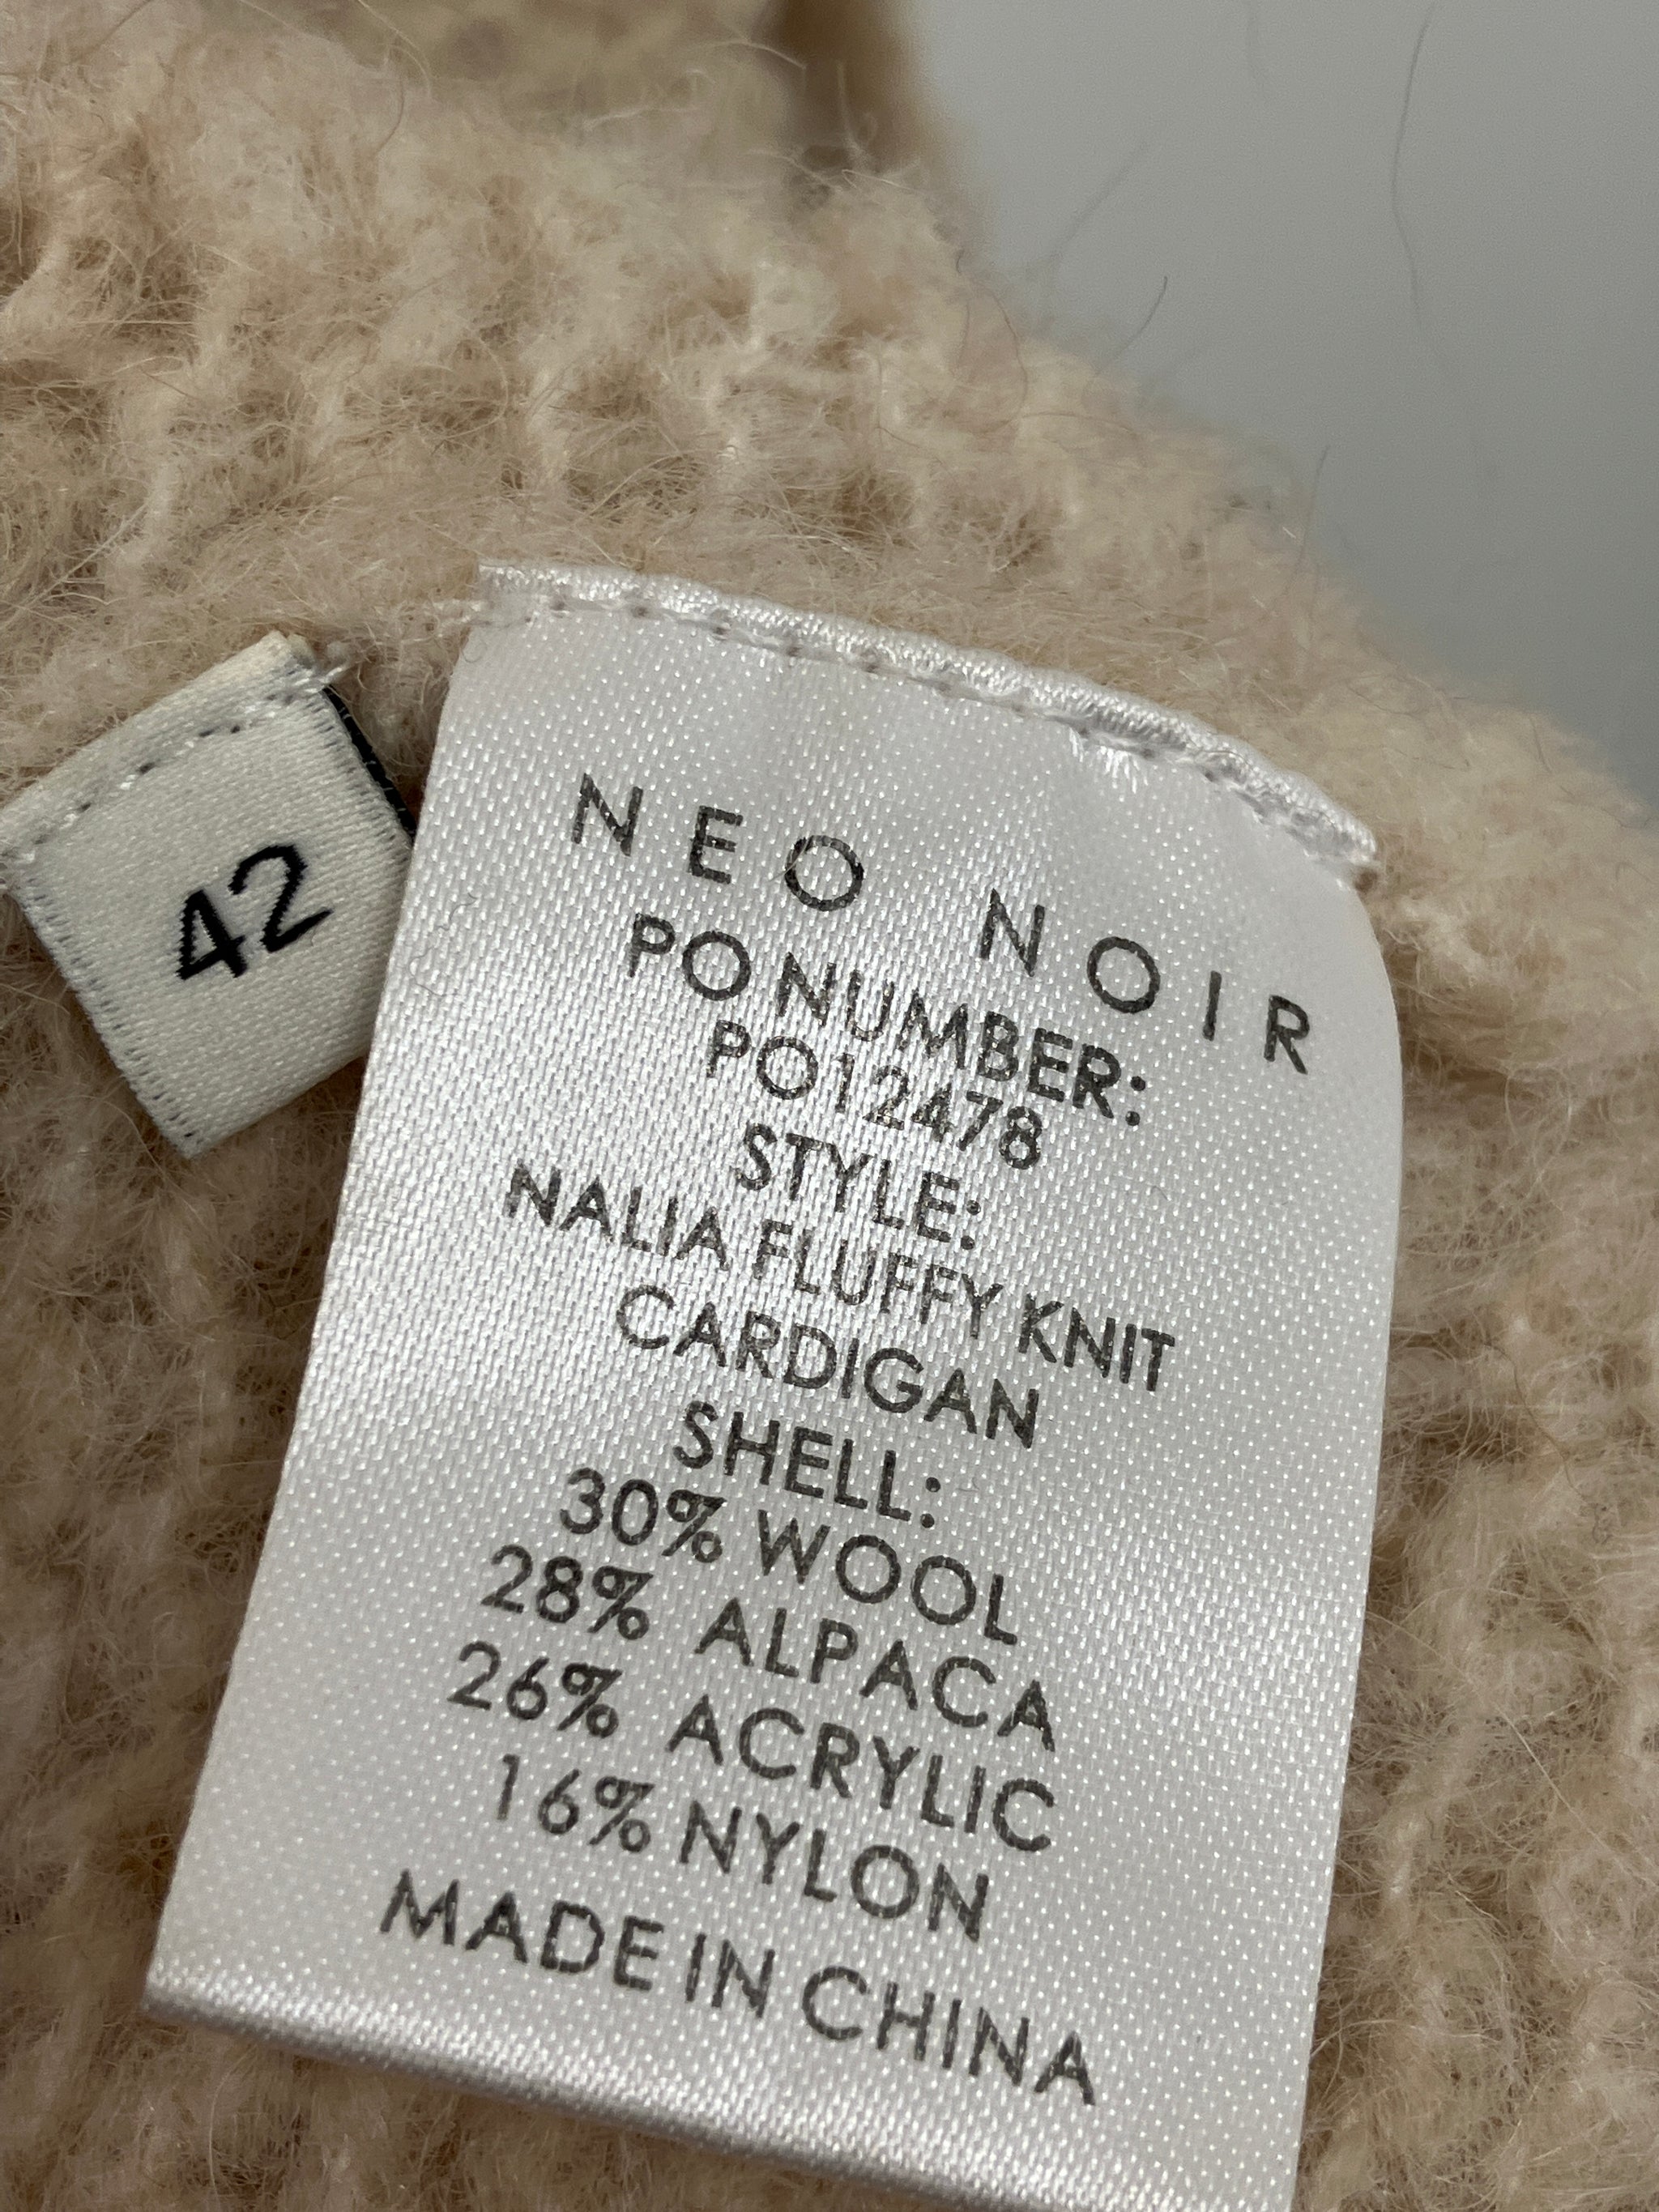 42
NEO NOIR
PO NUMBER:
PO12478
STYLE:
NALIA FLUFFY KNIT
CARDIGAN
SHELL:
30% WOOL
28% ALPACA
26% ACRYLIC
16% NYLON
MADE IN CHINA